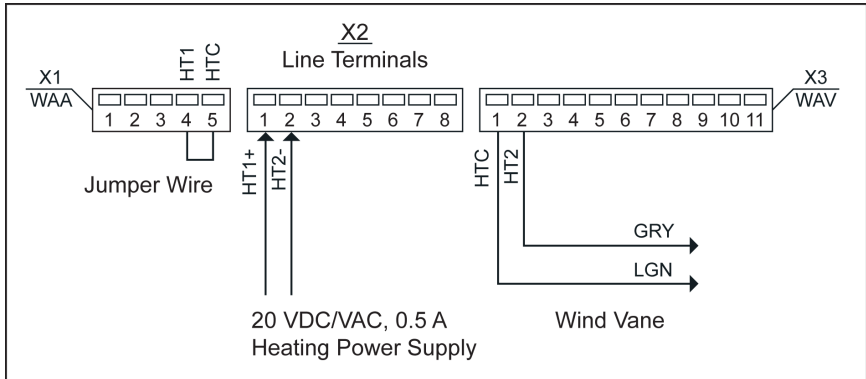 X2
Line Terminals
X1
WAA
HT1
HTC
X3
WAV
1 2 3 4 5
1 2 3 4 5 6 7 8
1 2 3 4 5 6 7 8 9 10 11
Jumper Wire
HT1+
HT2-
HTC
HT2
GRY
LGN
20 VDC/VAC, 0.5 A
Heating Power Supply
Wind Vane